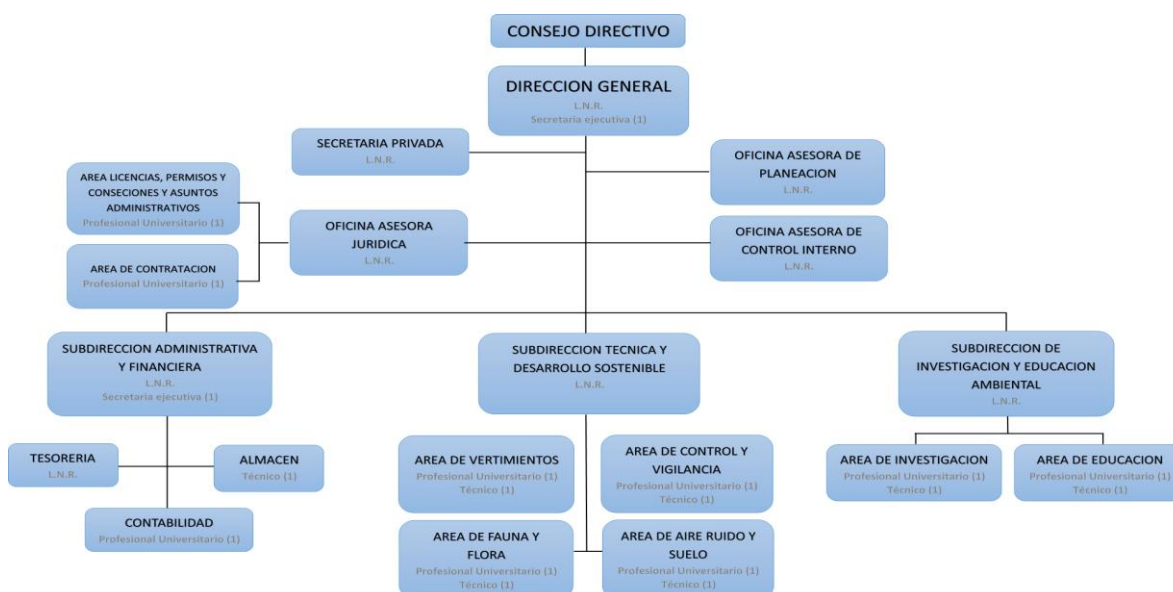 CONSEJO DIRECTIVO
DIRECCION GENERAL
L.N.R.
Secretaria ejecutiva (1)
SECRETARIA PRIVADA
L.N.R.
OFICINA ASESORA DE
PLANEACION
L.N.R.
AREA LICENCIAS, PERMISOS Y
CONSECIONES Y ASUNTOS
ADMINISTRATIVOS
Profesional Universitario (1)
AREA DE CONTRATACION
Profesional Universitario (1)
OFICINA ASESORA
JURIDICA
L.N.R.
OFICINA ASESORA DE
CONTROL INTERNO
L.N.R.
SUBDIRECCION ADMINISTRATIVA
Y FINANCIERA
L.N.R.
Secretaria ejecutiva (1)
SUBDIRECCION TECNICA Y
DESARROLLO SOSTENIBLE
L.N.R.
SUBDIRECCION DE
INVESTIGACION Y EDUCACION
AMBIENTAL
L.N.R.
TESORERIA
L.N.R.
ALMACEN
Técnico (1)
CONTABILIDAD
Profesional Universitario (1)
AREA DE VERTIMIENTOS
Profesional Universitario (1)
Técnico (1)
AREA DE CONTROL Y
VIGILANCIA
Profesional Universitario (1)
Técnico (1)
AREA DE FAUNA Y
FLORA
Profesional Universitario (1)
Técnico (1)
AREA DE AIRE RUIDO Y
SUELO
Profesional Universitario (1)
Técnico (1)
AREA DE INVESTIGACION
Profesional Universitario (1)
Técnico (1)
AREA DE EDUCACION
Profesional Universitario (1)
Técnico (1)